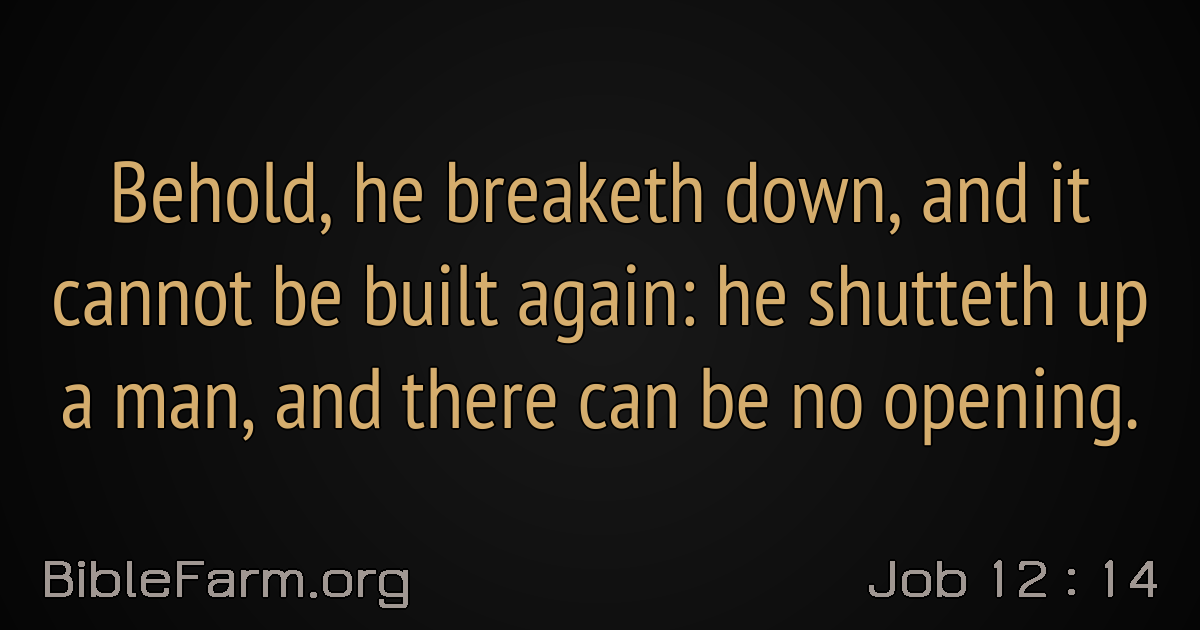 Behold, he breaketh down, and it
cannot be built again: he shutteth up
a man, and there can be no opening.
BibleFarm.org
Job 12 : 14